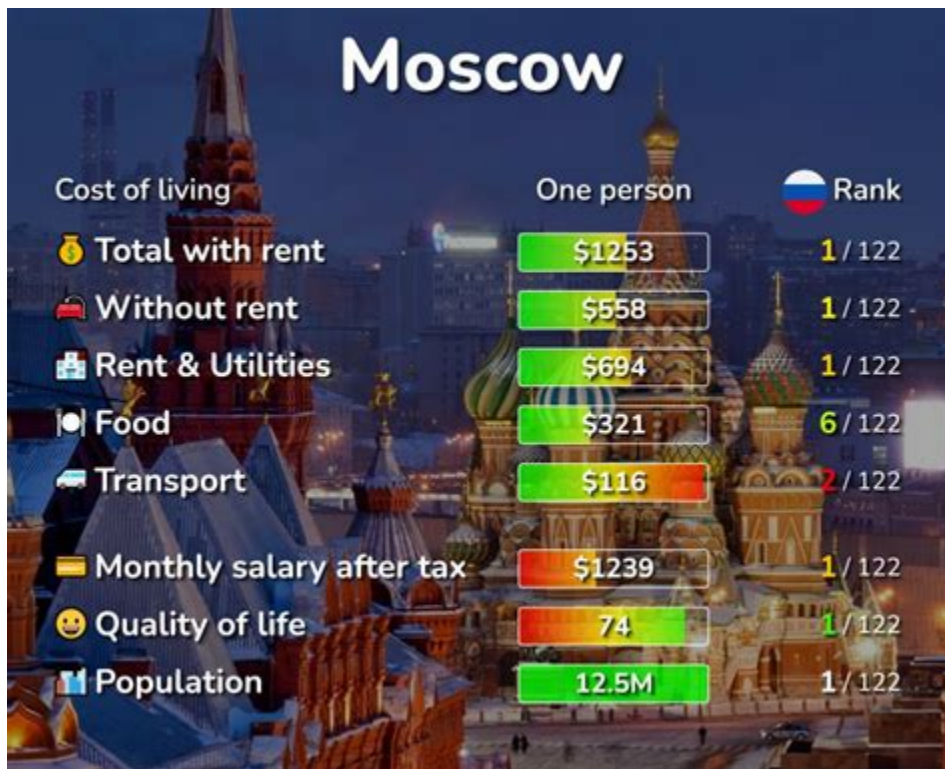 Moscow
Cost of living One person Rank
Total with rent $1253 1 / 122
Without rent $558 1 / 122
Rent & Utilities $694 1 / 122
Food $321 6 / 122
Transport $116 2 / 122
Monthly salary after tax $1239 1 / 122
Quality of life 74 1 / 122
Population 12.5M 1 / 122